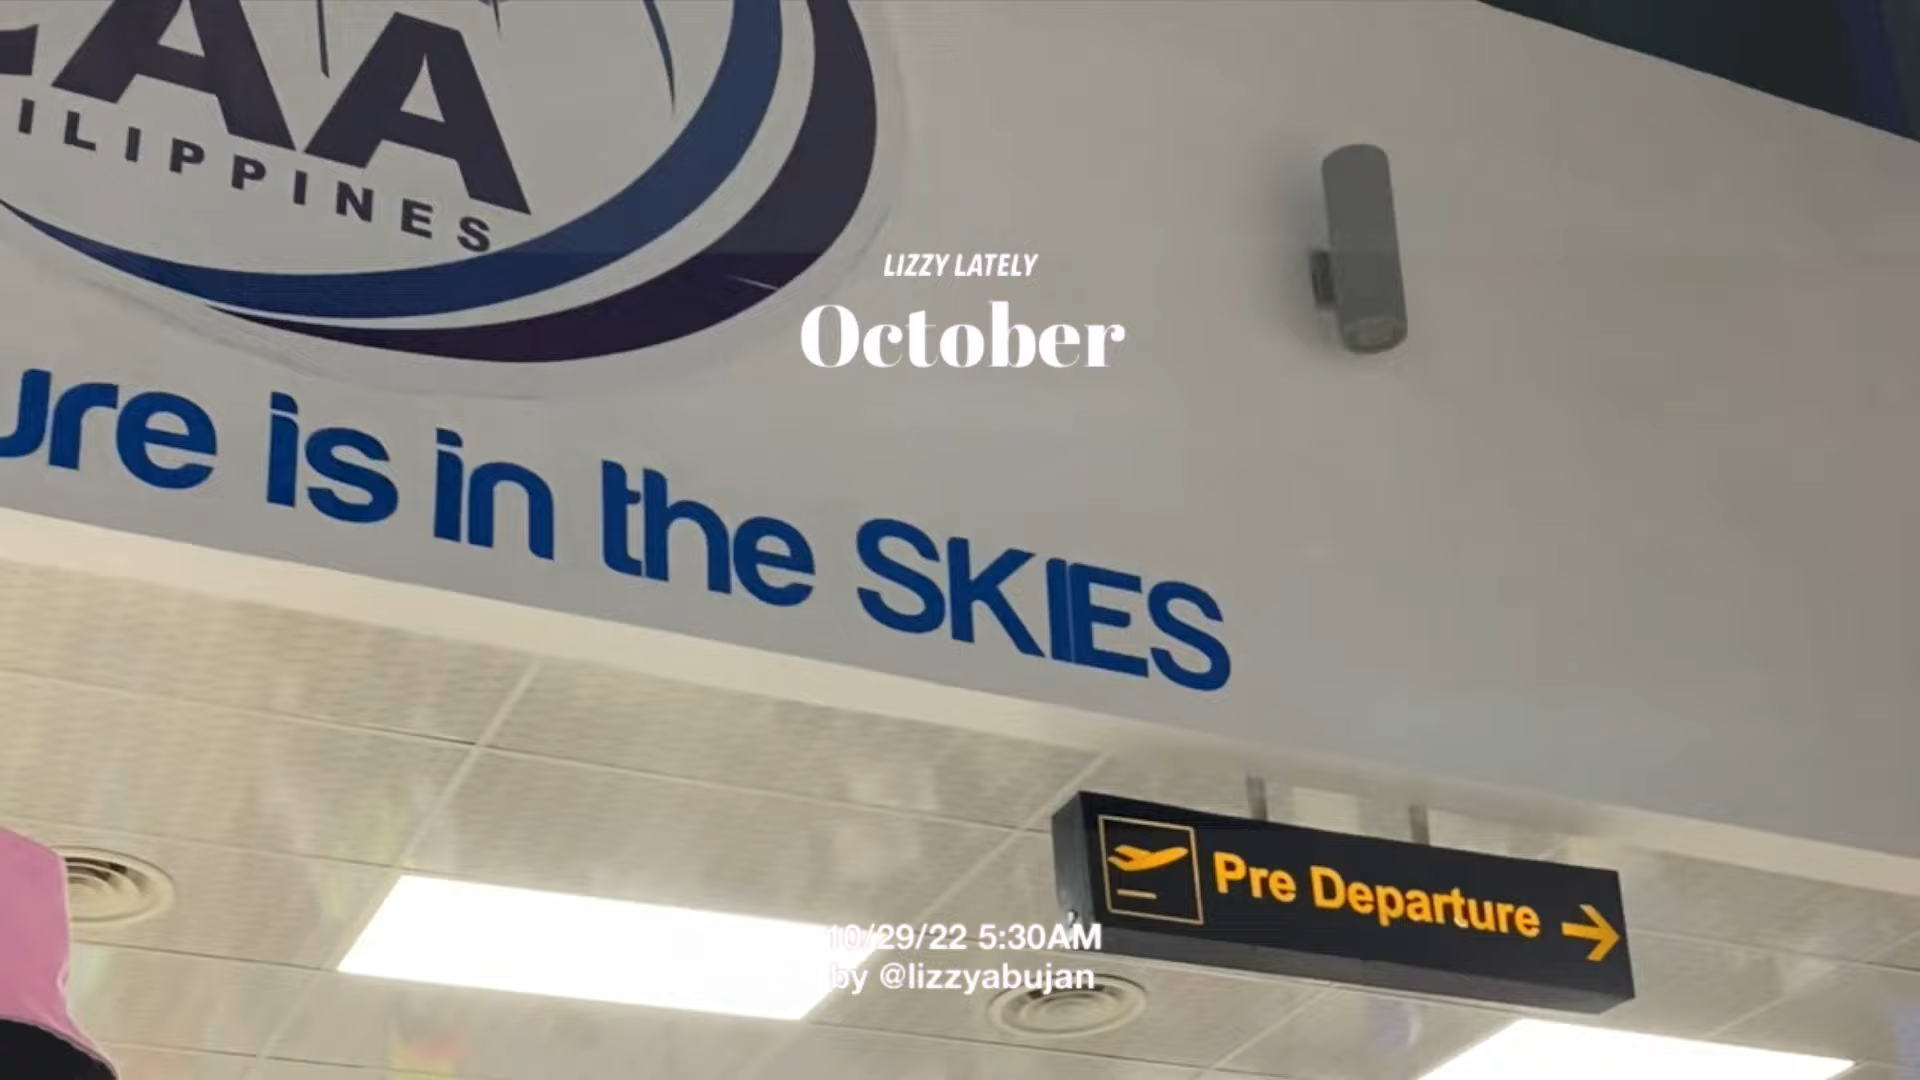 AA
ILIPPINES
LIZZY LATELY
October
ure is in the SKIES
Pre Departure
10/29/22 5:30AM
by @lizzyabujan